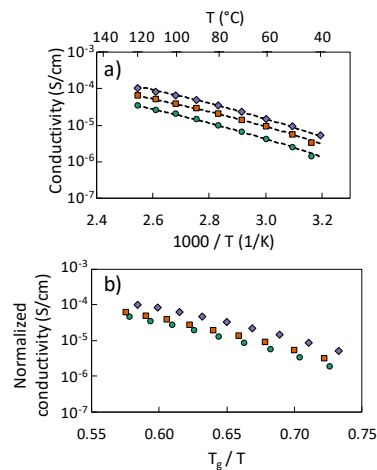 T (°C)
140 120 100 80 60 40
10-3
10-4
10-5
10-6
10-7
a)
Conductivity (S/cm)
2.4 2.6 2.8 3.0 3.2
1000 / T (1/K)
10-3
10-4
10-5
10-6
10-7
b)
Normalized
conductivity (S/cm)
0.55 0.60 0.65 0.70 0.75
Tg / T